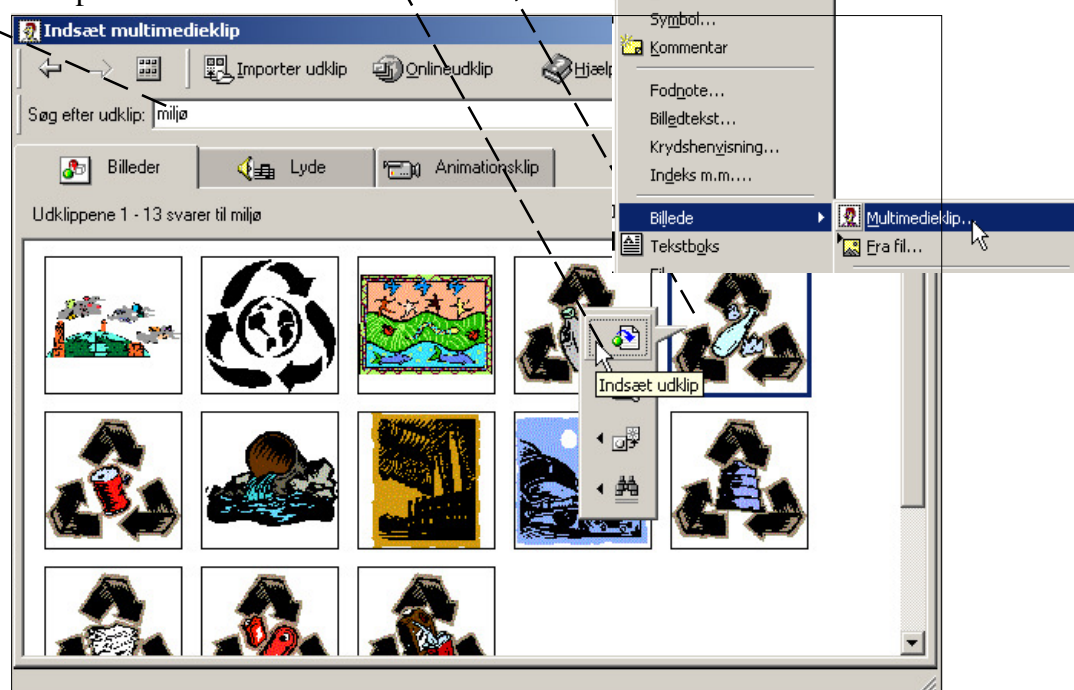 Indsæt multimedieklip
Importer udklip
Onlineudklip
Hjælp
Søg efter udklip: miljø
Billeder
Lyde
Animationsklip
Udklippene 1 - 13 svarer til miljø
Indsæt udklip
Symbol...
Kommentar
Fodnote...
Billedtekst...
Krydshenvisning...
Indeks m.m....
Billede
Multimedieklip...
Tekstboks
Fra fil...